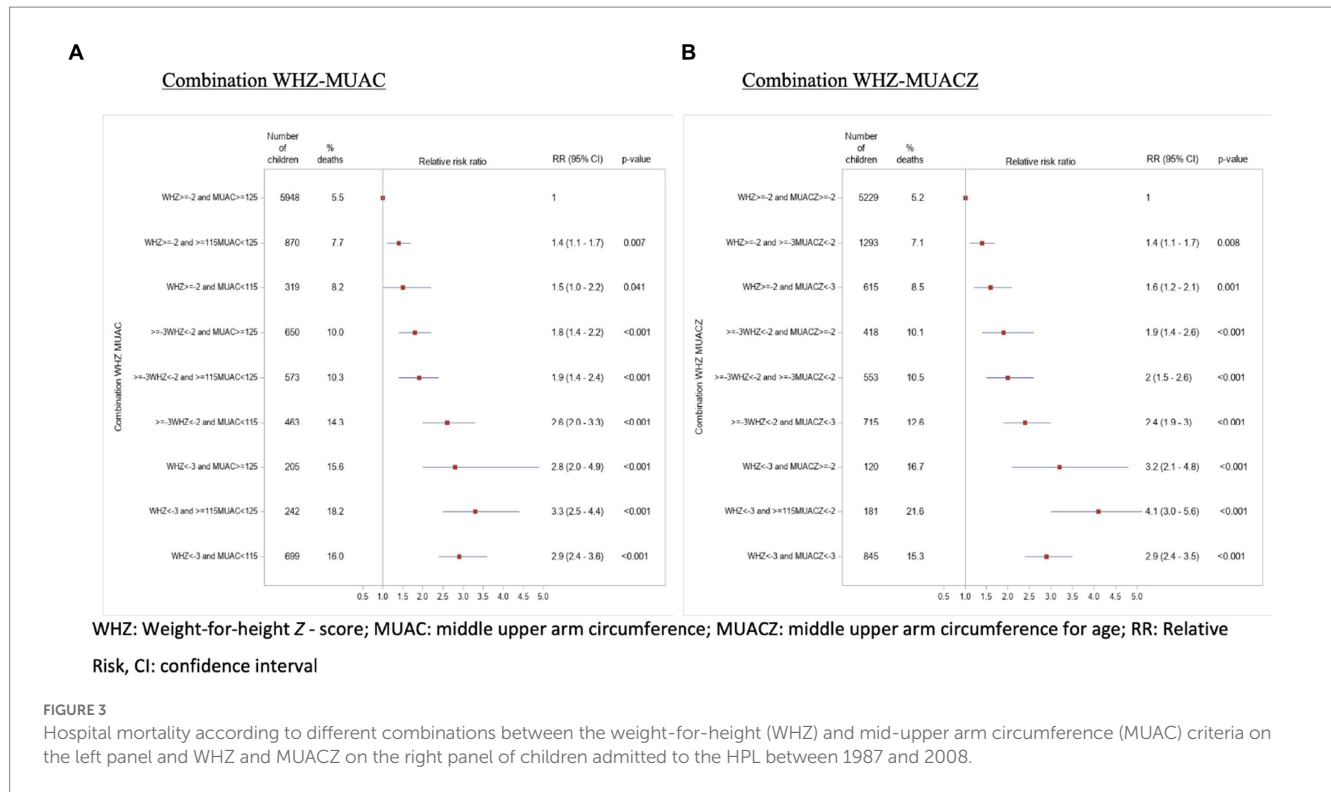 A
B
Combination WHZ-MUAC
Combination WHZ-MUACZ
Number of children % deaths Relative risk ratio RR (95% CI) p-value
WHZ>=-2 and MUAC>=125 5948 5.5 1
WHZ>=-2 and >=115MUAC<125 870 7.7 1.4 (1.1 - 1.7) 0.007
WHZ>=-2 and MUAC<115 319 8.2 1.5 (1.0 - 2.2) 0.041
>=-3WHZ<-2 and MUAC>=125 650 10.0 1.8 (1.4 - 2.2) <0.001
>=-3WHZ<-2 and >=115MUAC<125 573 10.3 1.9 (1.4 - 2.4) <0.001
>=-3WHZ<-2 and MUAC<115 463 14.3 2.6 (2.0 - 3.3) <0.001
WHZ<-3 and MUAC>=125 205 15.6 2.8 (2.0 - 4.9) <0.001
WHZ<-3 and >=115MUAC<125 242 18.2 3.3 (2.5 - 4.4) <0.001
WHZ<-3 and MUAC<115 699 16.0 2.9 (2.4 - 3.6) <0.001
Combination WHZ MUAC
0.5 1.0 1.5 2.0 2.5 3.0 3.5 4.0 4.5 5.0
Number of children % deaths Relative risk ratio RR (95% CI) p-value
WHZ>=-2 and MUACZ>=-2 5229 5.2 1
WHZ>=-2 and >=-3MUACZ<-2 1293 7.1 1.4 (1.1 - 1.7) 0.008
WHZ>=-2 and MUACZ<-3 615 8.5 1.6 (1.2 - 2.1) 0.001
>=-3WHZ<-2 and MUACZ>=-2 418 10.1 1.9 (1.4 - 2.6) <0.001
>=-3WHZ<-2 and >=-3MUACZ<-2 553 10.5 2 (1.5 - 2.6) <0.001
>=-3WHZ<-2 and MUACZ<-3 715 12.6 2.4 (1.9 - 3) <0.001
WHZ<-3 and MUACZ>=-2 120 16.7 3.2 (2.1 - 4.8) <0.001
WHZ<-3 and >=115MUACZ<-2 181 21.6 4.1 (3.0 - 5.6) <0.001
WHZ<-3 and MUACZ<-3 845 15.3 2.9 (2.4 - 3.5) <0.001
Combination WHZ MUACZ
0.5 1.0 1.5 2.0 2.5 3.0 3.5 4.0 4.5 5.0
WHZ: Weight-for-height Z - score; MUAC: middle upper arm circumference; MUACZ: middle upper arm circumference for age; RR: Relative
Risk, CI: confidence interval
FIGURE 3
Hospital mortality according to different combinations between the weight-for-height (WHZ) and mid-upper arm circumference (MUAC) criteria on
the left panel and WHZ and MUACZ on the right panel of children admitted to the HPL between 1987 and 2008.